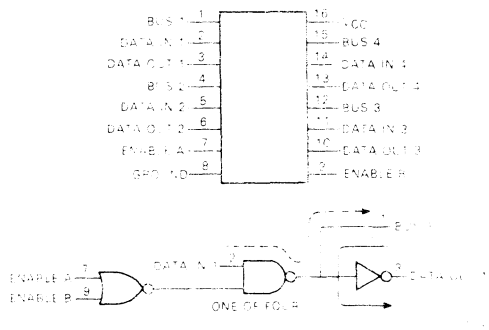 BUS 1 1 16 VCC
DATA IN 1 2 15 BUS 4
DATA OUT 1 3 14 DATA IN 4
BUS 2 4 13 DATA OUT 4
DATA IN 2 5 12 BUS 3
DATA OUT 2 6 11 DATA IN 3
ENABLE A 7 10 DATA OUT 3
GROUND 8 9 ENABLE B
BUS 1
DATA IN 1 2
ENABLE A 7
3 DATA OUT 1
ENABLE B 9
ONE OF FOUR